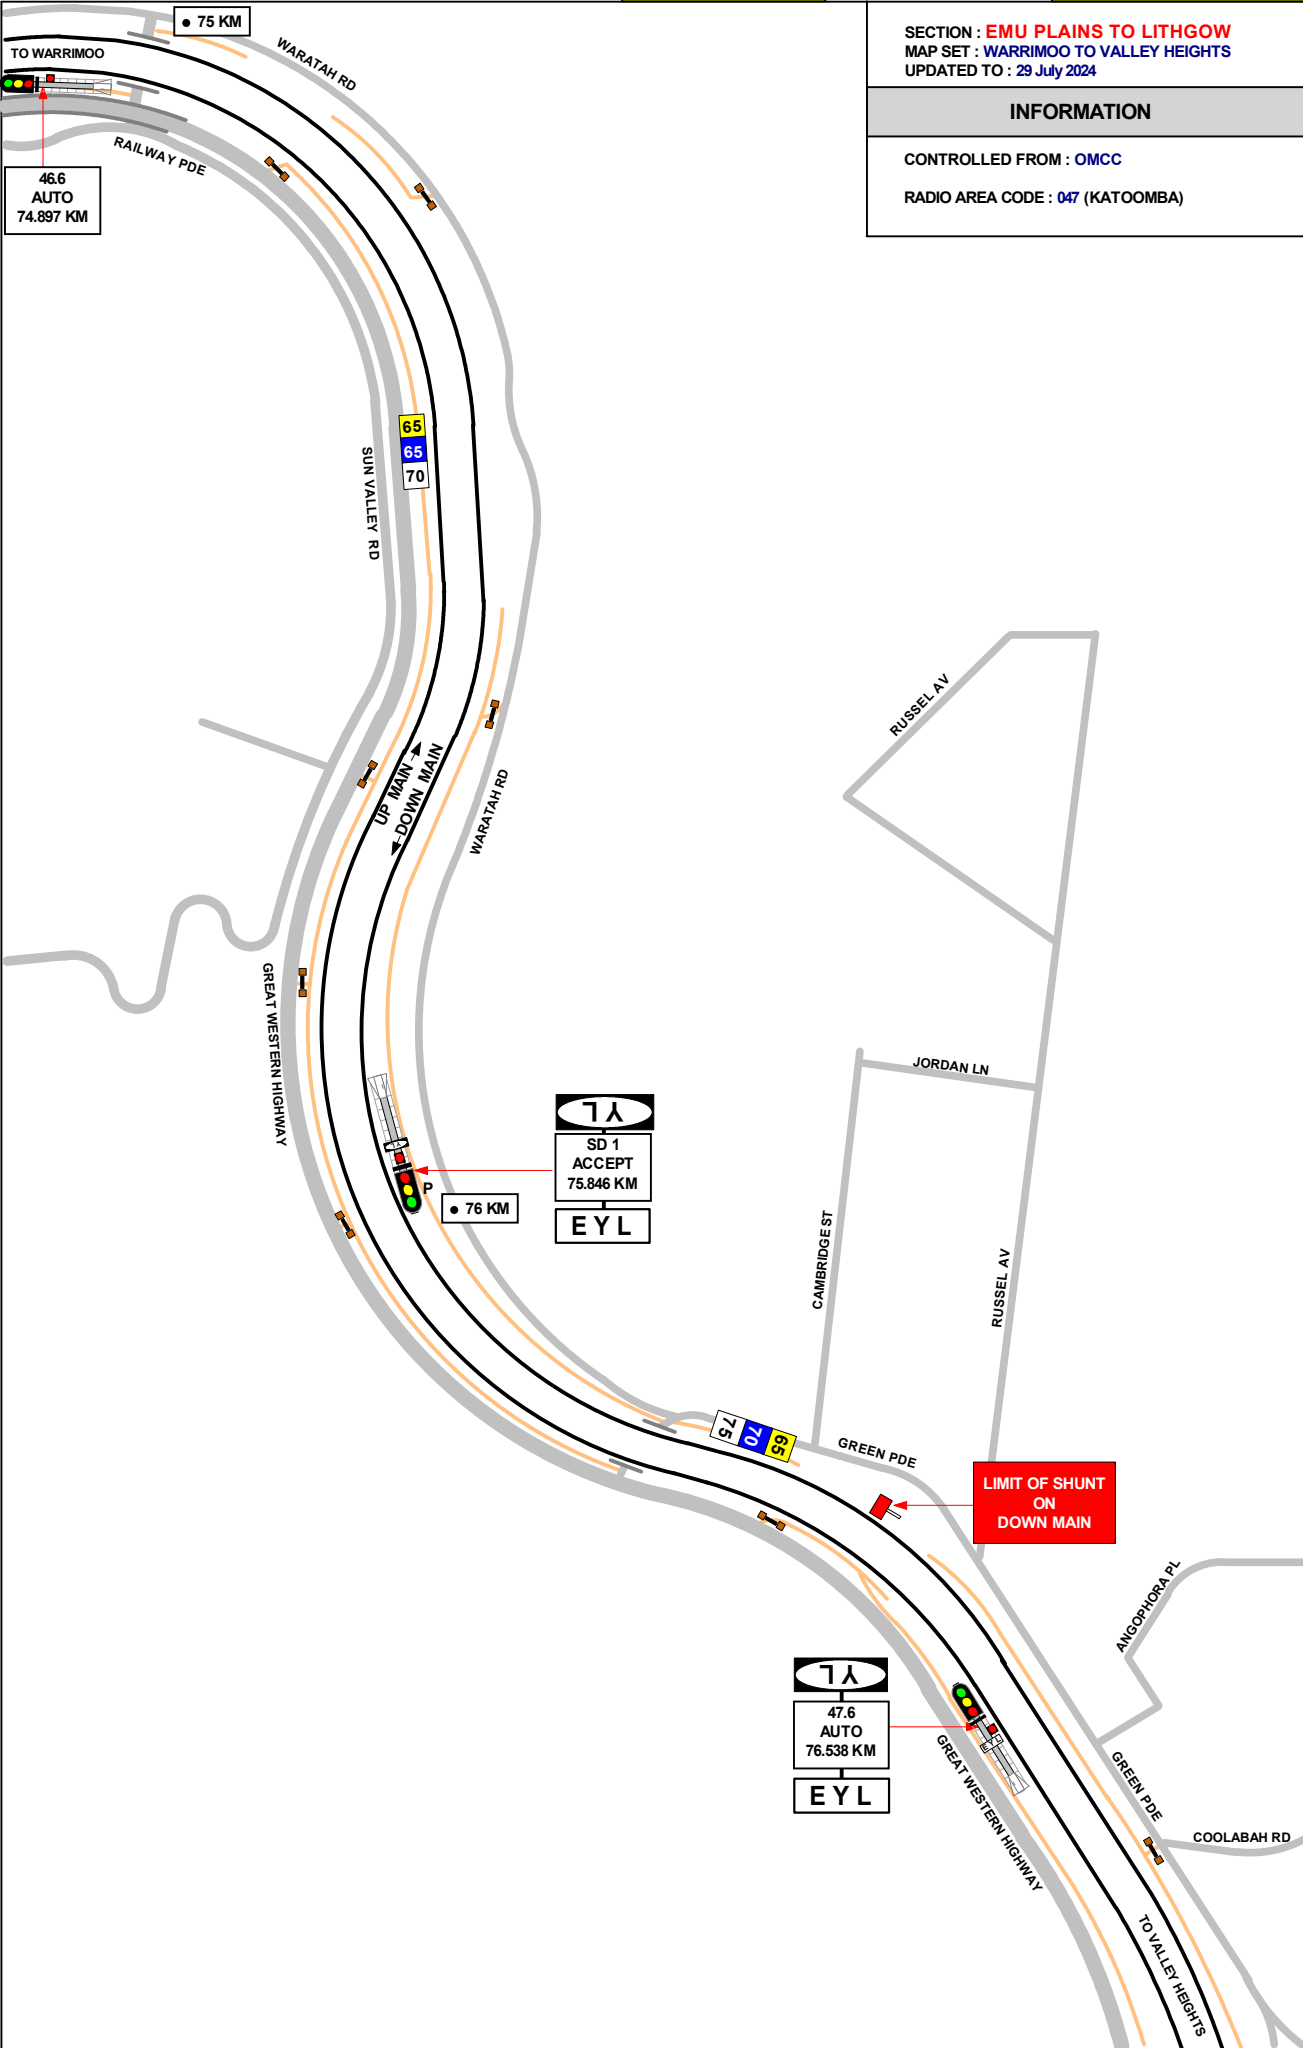 ● 75 KM
SECTION : EMU PLAINS TO LITHGOW
MAP SET : WARRIMOO TO VALLEY HEIGHTS
UPDATED TO : 29 July 2024
INFORMATION
CONTROLLED FROM : OMCC
RADIO AREA CODE : 047 (KATOOMBA)
TO WARRIMOO
WARATAH RD
RAILWAY PDE
46.6
AUTO
74.897 KM
65
65
70
SUN VALLEY RD
RUSSEL AV
UP MAIN
DOWN MAIN
WARATAH RD
GREAT WESTERN HIGHWAY
JORDAN LN
YL
SD 1
ACCEPT
75.846 KM
EYL
P
● 76 KM
CAMBRIDGE ST
RUSSEL AV
75
70
65
GREEN PDE
LIMIT OF SHUNT
ON
DOWN MAIN
ANGOPHORA PL
YL
47.6
AUTO
76.538 KM
EYL
GREAT WESTERN HIGHWAY
GREEN PDE
COOLABAH RD
TO VALLEY HEIGHTS